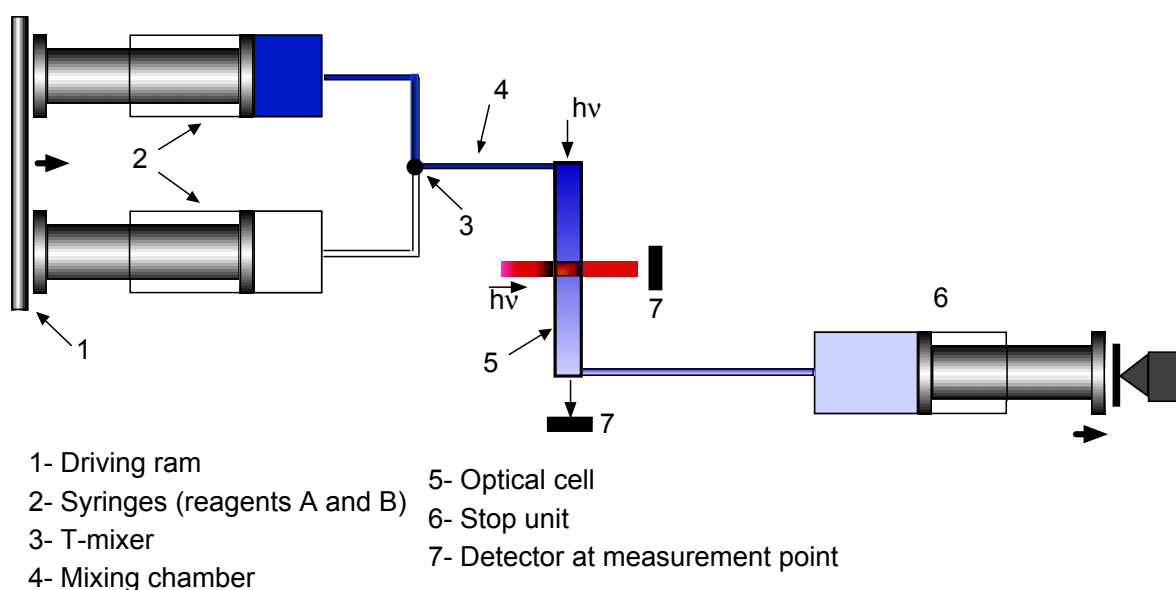 4
hν
2
3
hν
7
6
1
5
7
1- Driving ram
2- Syringes (reagents A and B)
3- T-mixer
4- Mixing chamber
5- Optical cell
6- Stop unit
7- Detector at measurement point